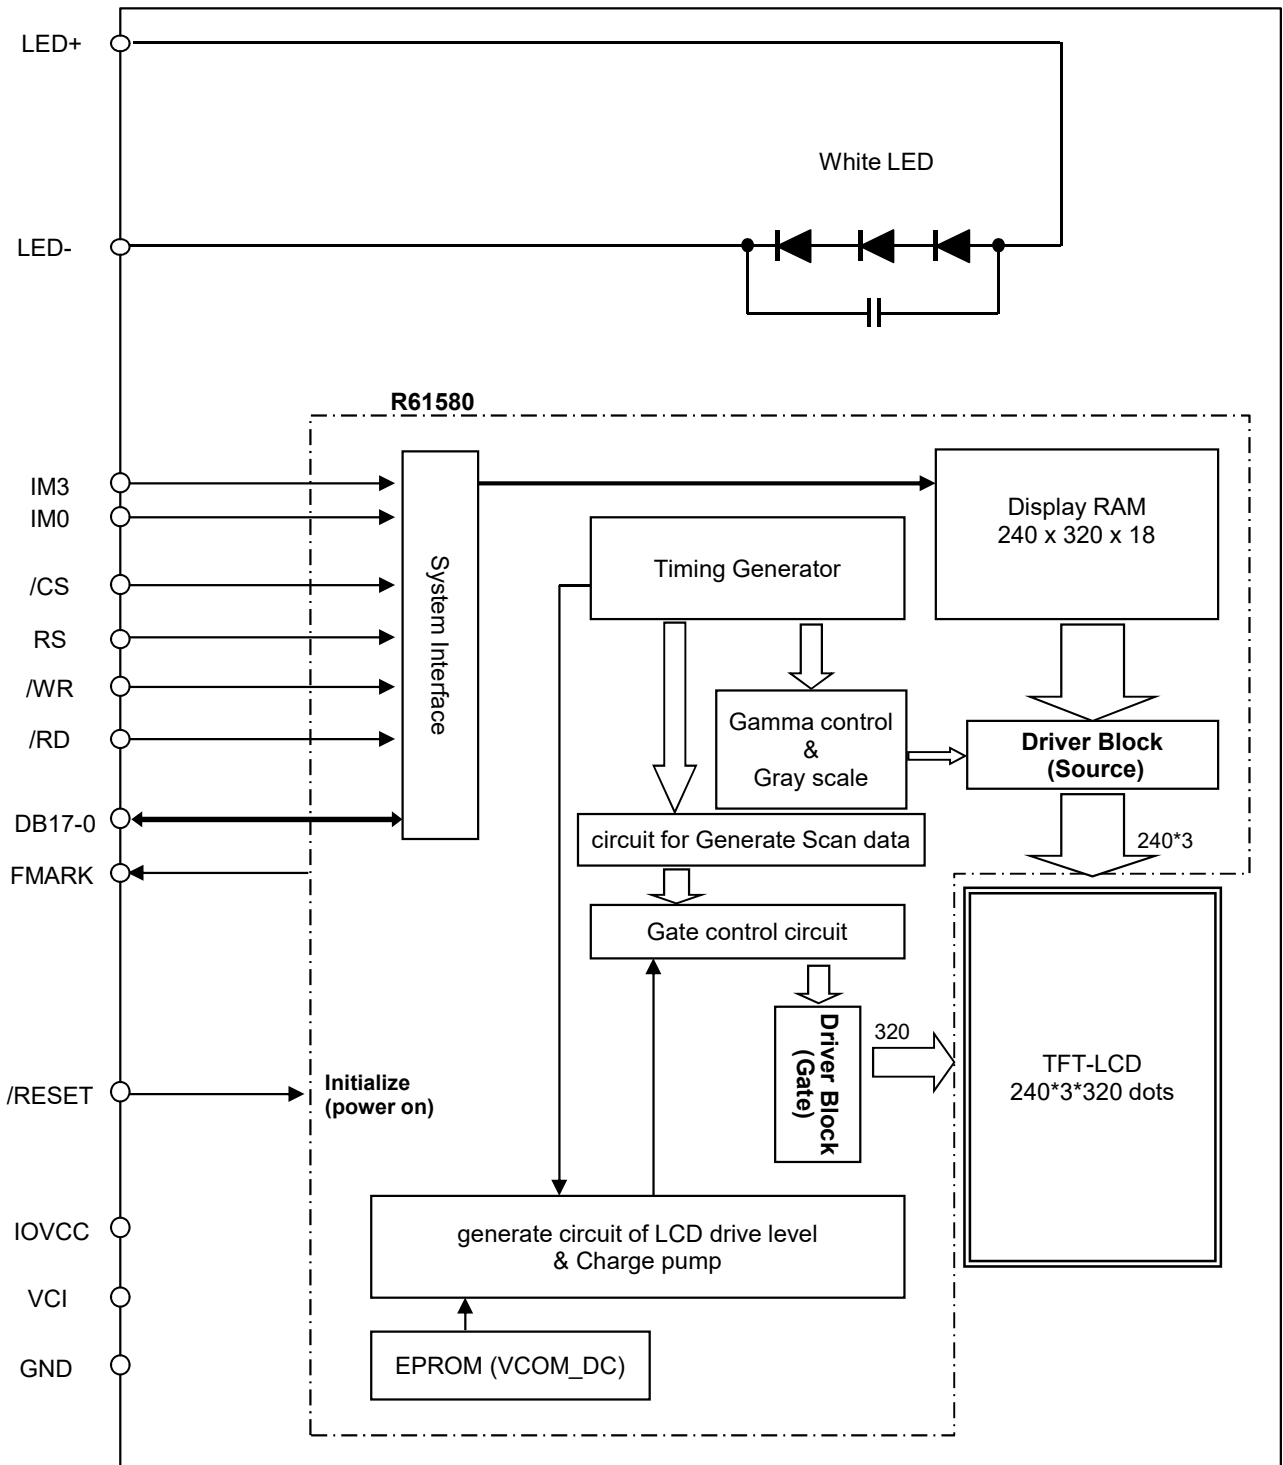 LED+
White LED
LED-
R61580
IM3
IM0
/CS
RS
/WR
/RD
DB17-0
FMARK
System Interface
Timing Generator
Display RAM
240 x 320 x 18
Gamma control
&
Gray scale
Driver Block
(Source)
240*3
circuit for Generate Scan data
Gate control circuit
Driver Block
(Gate)
320
TFT-LCD
240*3*320 dots
/RESET
Initialize
(power on)
IOVCC
VCI
GND
generate circuit of LCD drive level
& Charge pump
EPROM (VCOM_DC)